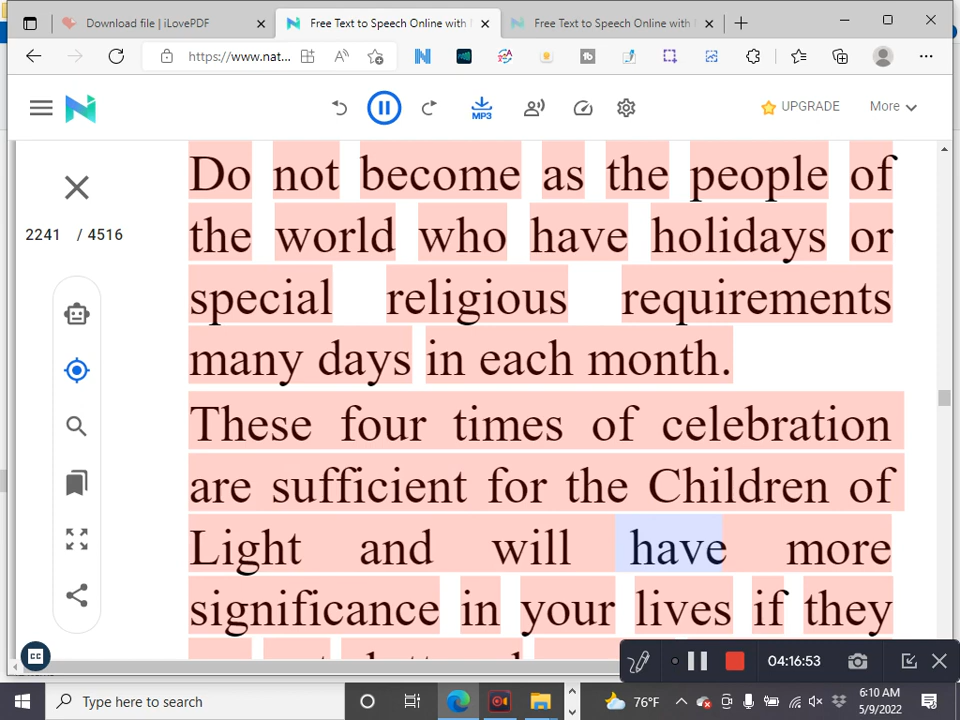 Download file | iLovePDF
Free Text to Speech Online with
Free Text to Speech Online with
https://www.nat...
MP3
UPGRADE
More
2241 / 4516
Do not become as the people of
the world who have holidays or
special religious requirements
many days in each month.
These four times of celebration
are sufficient for the Children of
Light and will have more
significance in your lives if they
CC
04:16:53
Type here to search
76°F
6:10 AM
5/9/2022